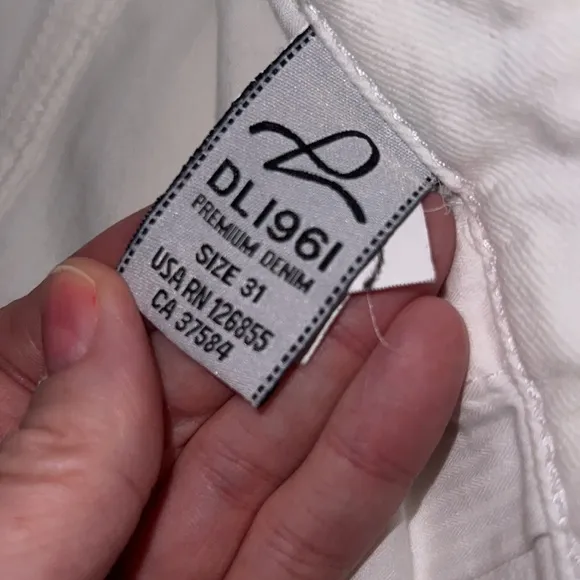 DL1961
PREMIUM DENIM
SIZE 31
USA RN 126855
CA 37584